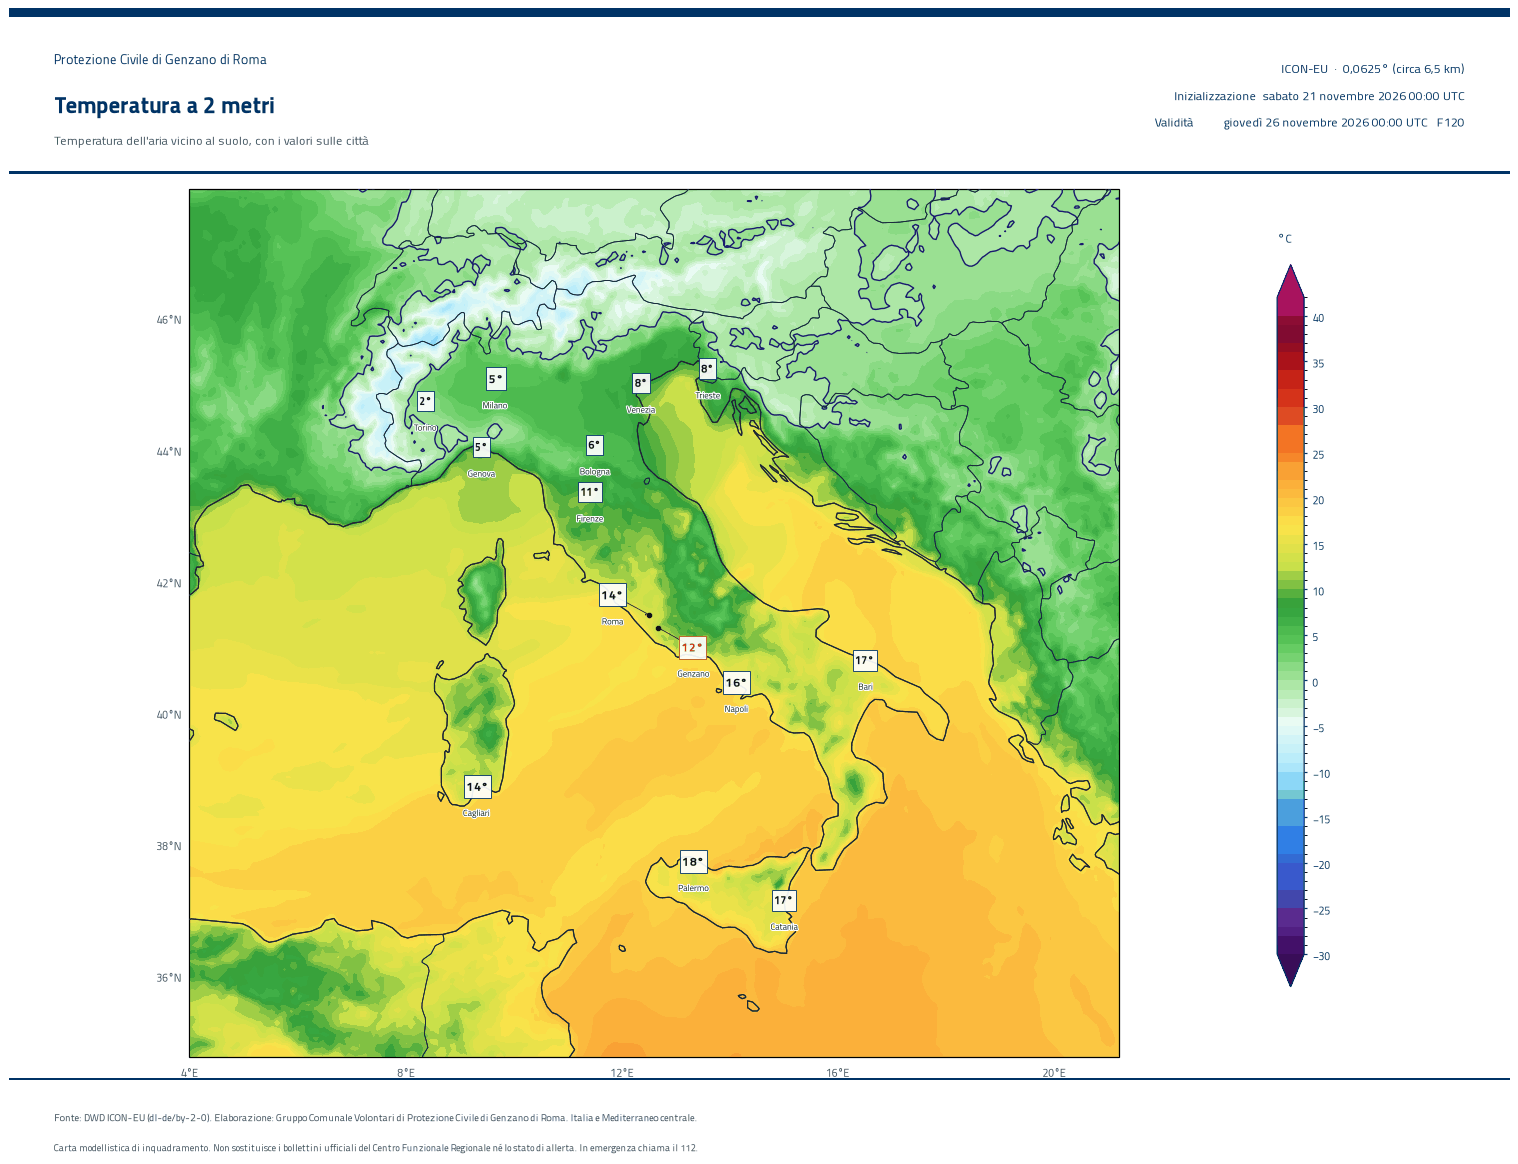 Protezione Civile di Genzano di Roma
Temperatura a 2 metri
Temperatura dell'aria vicino al suolo, con i valori sulle città
ICON-EU · 0,0625° (circa 6,5 km)
Inizializzazione sabato 21 novembre 2026 00:00 UTC
Validità giovedì 26 novembre 2026 00:00 UTC F120
°C
40
35
30
25
20
15
10
5
0
−5
−10
−15
−20
−25
−30
46°N
44°N
42°N
40°N
38°N
36°N
4°E
8°E
12°E
16°E
20°E
2°
Torino
5°
Milano
8°
Venezia
8°
Trieste
5°
Genova
6°
Bologna
11°
Firenze
14°
Roma
12°
Genzano
16°
Napoli
17°
Bari
14°
Cagliari
18°
Palermo
17°
Catania
Fonte: DWD ICON-EU (dl-de/by-2-0). Elaborazione: Gruppo Comunale Volontari di Protezione Civile di Genzano di Roma. Italia e Mediterraneo centrale.
Carta modellistica di inquadramento. Non sostituisce i bollettini ufficiali del Centro Funzionale Regionale né lo stato di allerta. In emergenza chiama il 112.